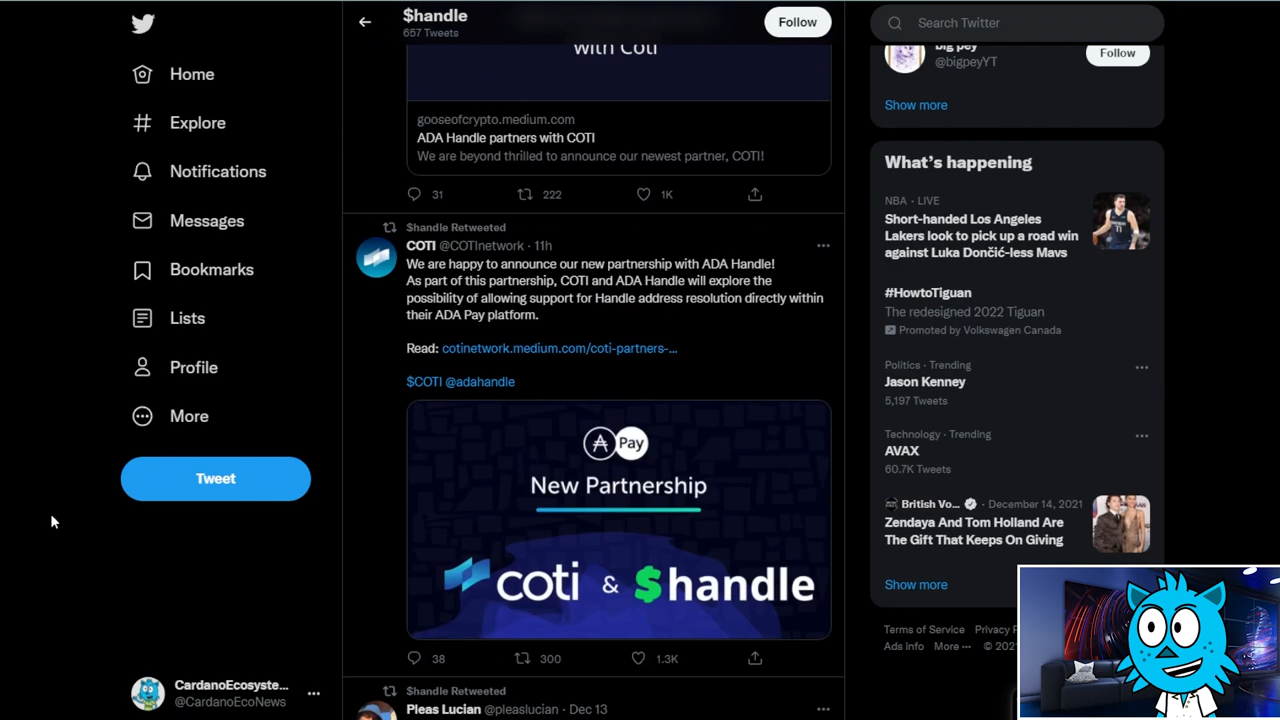 Home
Explore
Notifications
Messages
Bookmarks
Lists
Profile
More
Tweet
CardanoEcosyste...
@CardanoEcoNews
$handle
657 Tweets
Follow
with Coti
gooseofcrypto.medium.com
ADA Handle partners with COTI
We are beyond thrilled to announce our newest partner, COTI!
31 222 1K
$handle Retweeted
COTI @COTInetwork · 11h
We are happy to announce our new partnership with ADA Handle!
As part of this partnership, COTI and ADA Handle will explore the
possibility of allowing support for Handle address resolution directly within
their ADA Pay platform.
Read: cotinetwork.medium.com/coti-partners-...
$COTI @adahandle
Pay
New Partnership
coti & $handle
38 300 1.3K
$handle Retweeted
Pleas Lucian @pleaslucian · Dec 13
Search Twitter
big pey
@bigpeyYT
Follow
Show more
What's happening
NBA · LIVE
Short-handed Los Angeles
Lakers look to pick up a road win
against Luka Dončić-less Mavs
#HowtoTiguan
The redesigned 2022 Tiguan
Promoted by Volkswagen Canada
Politics · Trending
Jason Kenney
5,197 Tweets
Technology · Trending
AVAX
60.7K Tweets
British Vo... · December 14, 2021
Zendaya And Tom Holland Are
The Gift That Keeps On Giving
Show more
Terms of Service Privacy P
Ads Info More ··· © 202